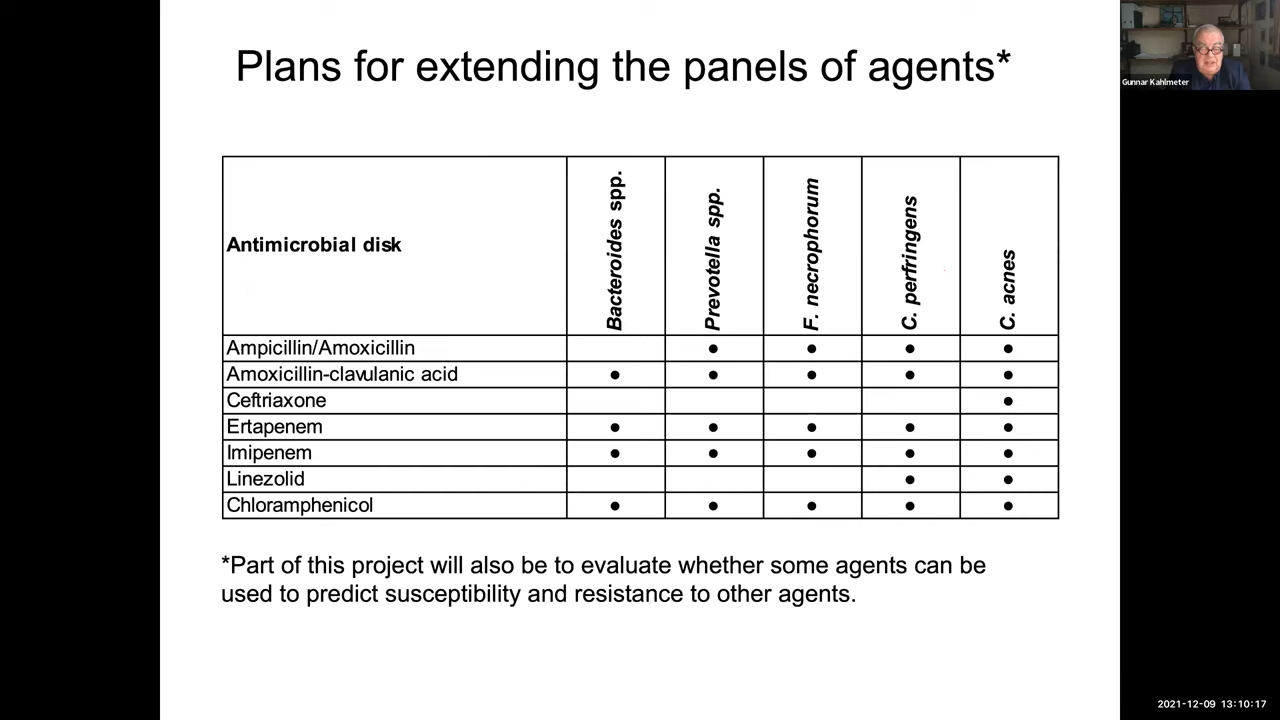 Plans for extending the panels of agents*
Gunnar Kahlmeter
Antimicrobial disk
Bacteroides spp.
Prevotella spp.
F. necrophorum
C. perfringens
C. acnes
Ampicillin/Amoxicillin ● ● ● ●
Amoxicillin-clavulanic acid ● ● ● ● ●
Ceftriaxone ●
Ertapenem ● ● ● ● ●
Imipenem ● ● ● ● ●
Linezolid ● ●
Chloramphenicol ● ● ● ● ●
*Part of this project will also be to evaluate whether some agents can be
used to predict susceptibility and resistance to other agents.
2021-12-09 13:10:17